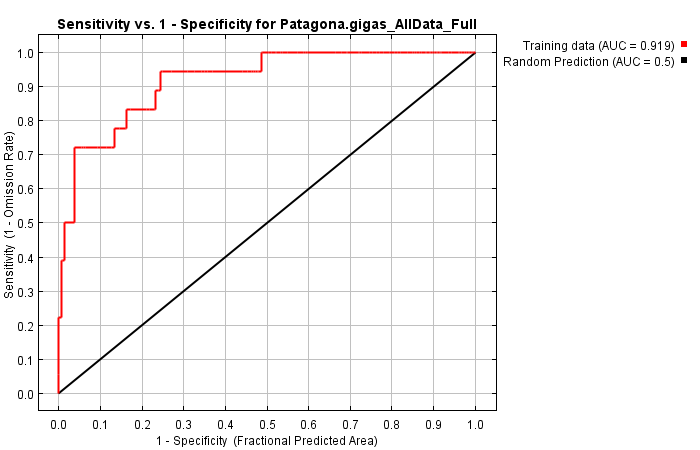 Sensitivity vs. 1 - Specificity for Patagona.gigas_AllData_Full
Training data (AUC = 0.919)
Random Prediction (AUC = 0.5)
Sensitivity (1 - Omission Rate)
1.0
0.9
0.8
0.7
0.6
0.5
0.4
0.3
0.2
0.1
0.0
0.0 0.1 0.2 0.3 0.4 0.5 0.6 0.7 0.8 0.9 1.0
1 - Specificity (Fractional Predicted Area)